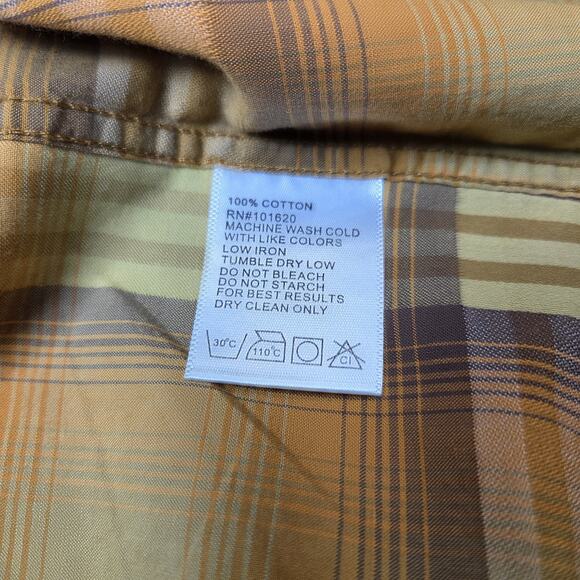 100% COTTON
RN#101620
MACHINE WASH COLD
WITH LIKE COLORS
LOW IRON
TUMBLE DRY LOW
DO NOT BLEACH
DO NOT STARCH
FOR BEST RESULTS
DRY CLEAN ONLY
30°C 110°C Cl